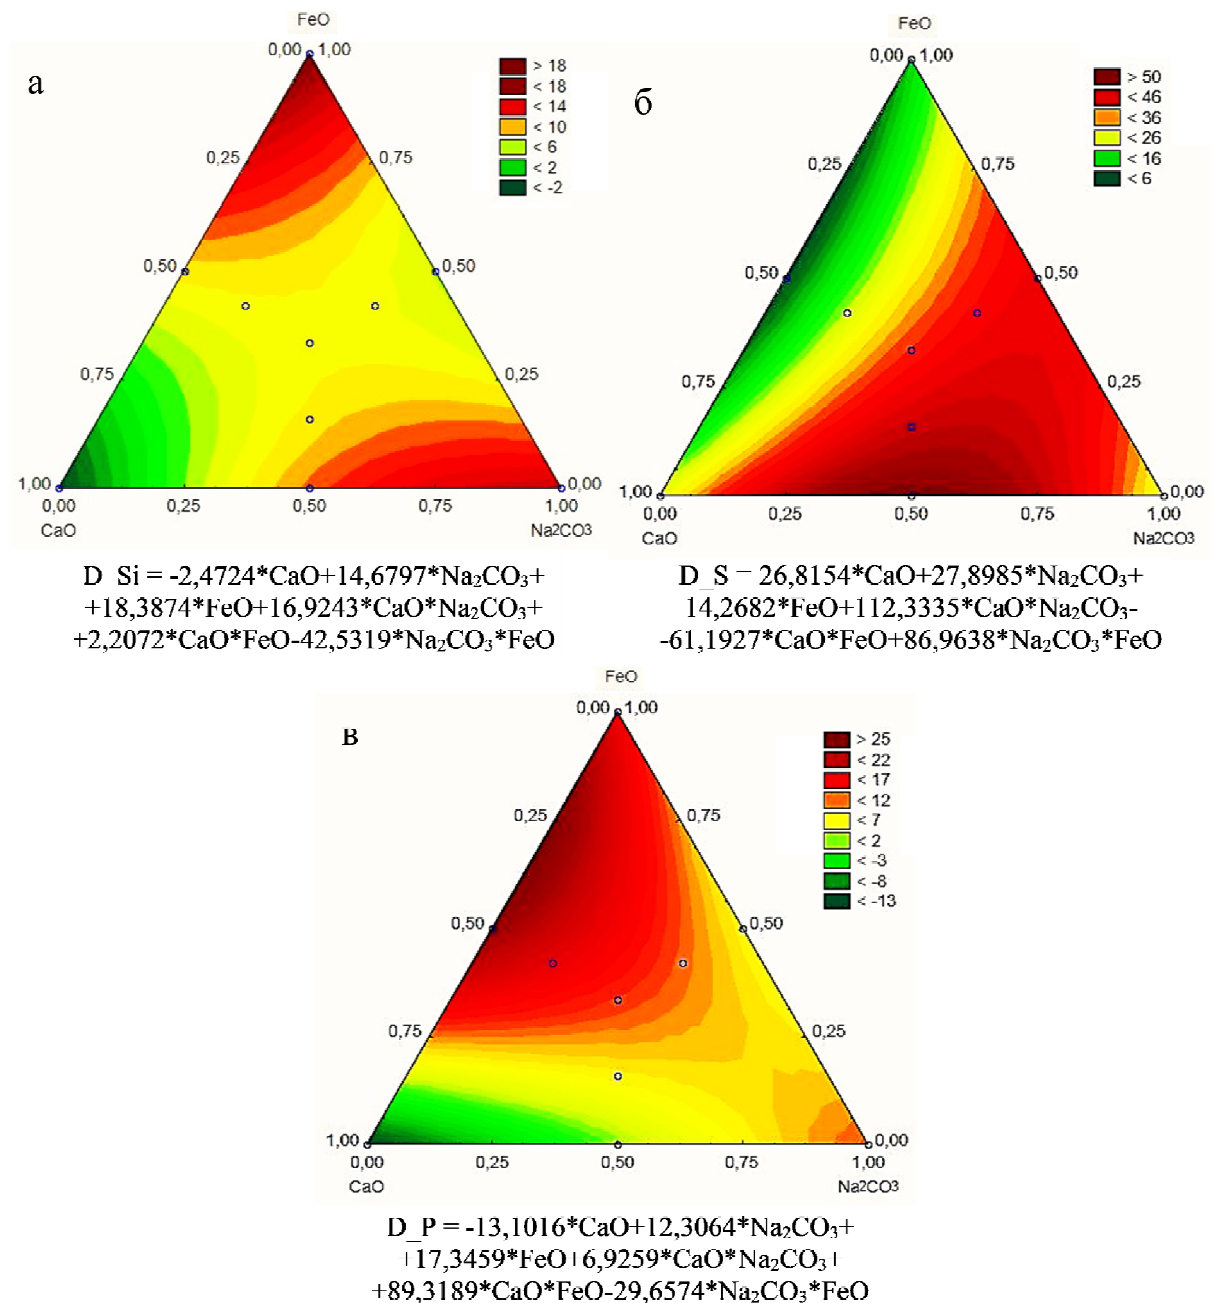 FeO
0,00 1,00
а
> 18
< 18
< 14
< 10
< 6
< 2
< -2
0,25 0,75
0,50 0,50
0,75 0,25
1,00 0,00
0,00 0,25 0,50 0,75 1,00
CaO Na2CO3
D_Si = -2,4724*CaO+14,6797*Na₂CO₃+
+18,3874*FeO+16,9243*CaO*Na₂CO₃+
+2,2072*CaO*FeO-42,5319*Na₂CO₃*FeO
FeO
0,00 1,00
б
> 50
< 46
< 36
< 26
< 16
< 6
0,25 0,75
0,50 0,50
0,75 0,25
1,00 0,00
0,00 0,25 0,50 0,75 1,00
CaO Na2CO3
D_S = 26,8154*CaO+27,8985*Na₂CO₃+
14,2682*FeO+112,3335*CaO*Na₂CO₃-
-61,1927*CaO*FeO+86,9638*Na₂CO₃*FeO
FeO
0,00 1,00
в
> 25
< 22
< 17
< 12
< 7
< 2
< -3
< -8
< -13
0,25 0,75
0,50 0,50
0,75 0,25
1,00 0,00
0,00 0,25 0,50 0,75 1,00
CaO Na2CO3
D_P = -13,1016*CaO+12,3064*Na₂CO₃+
+17,3459*FeO+6,9259*CaO*Na₂CO₃+
+89,3189*CaO*FeO-29,6574*Na₂CO₃*FeO